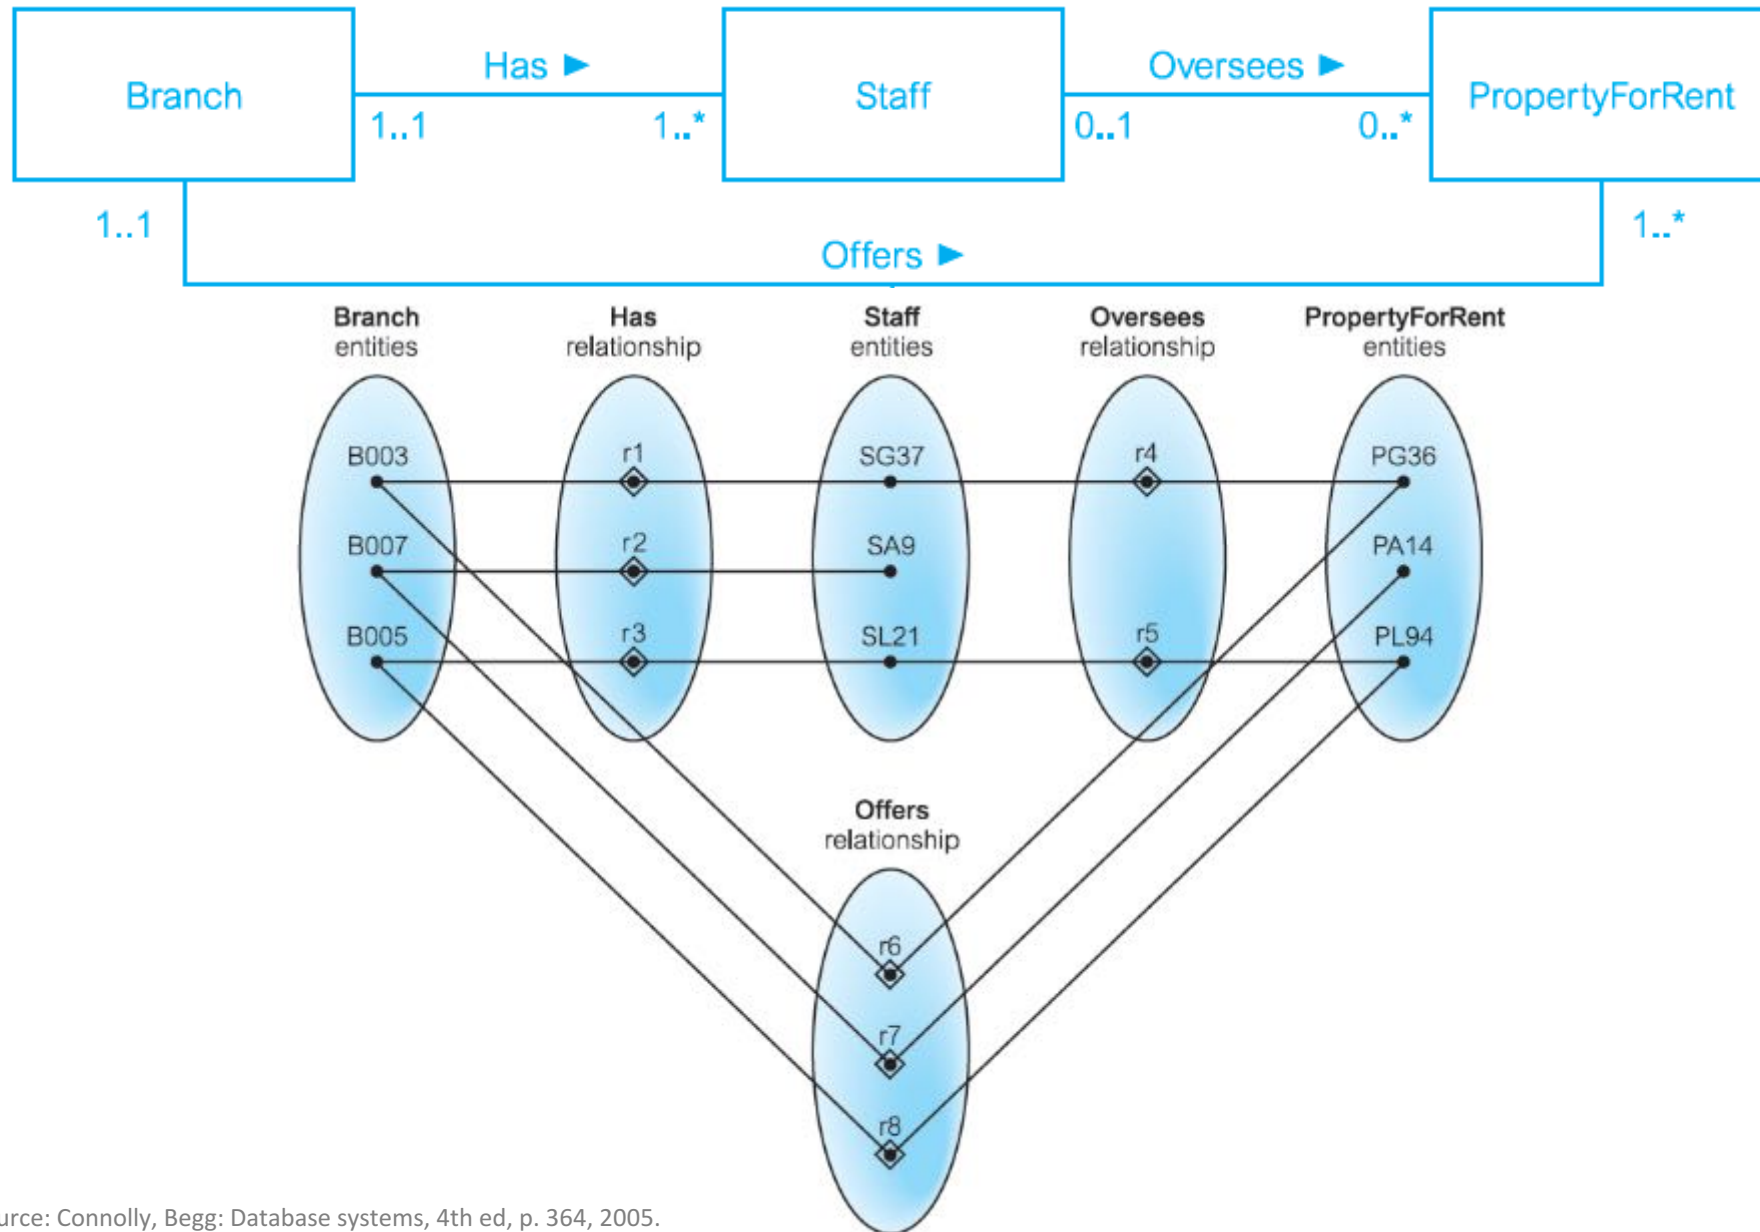 Has ►
Oversees ►
Branch
Staff
PropertyForRent
1..1
1..*
0..1
0..*
1..1
1..*
Offers ►
Branch
entities
Has
relationship
Staff
entities
Oversees
relationship
PropertyForRent
entities
B003
r1
SG37
r4
PG36
B007
r2
SA9
PA14
B005
r3
SL21
r5
PL94
Offers
relationship
r6
r7
r8
urce: Connolly, Begg: Database systems, 4th ed, p. 364, 2005.